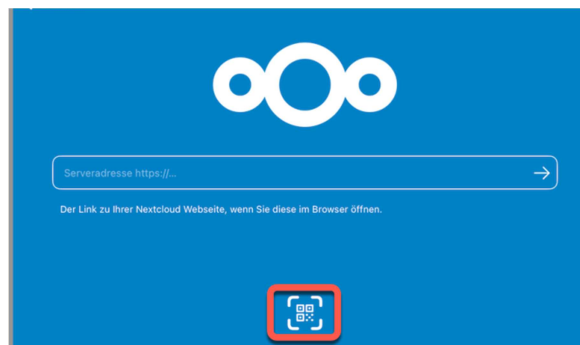 Serveradresse https://...
Der Link zu Ihrer Nextcloud Webseite, wenn Sie diese im Browser öffnen.